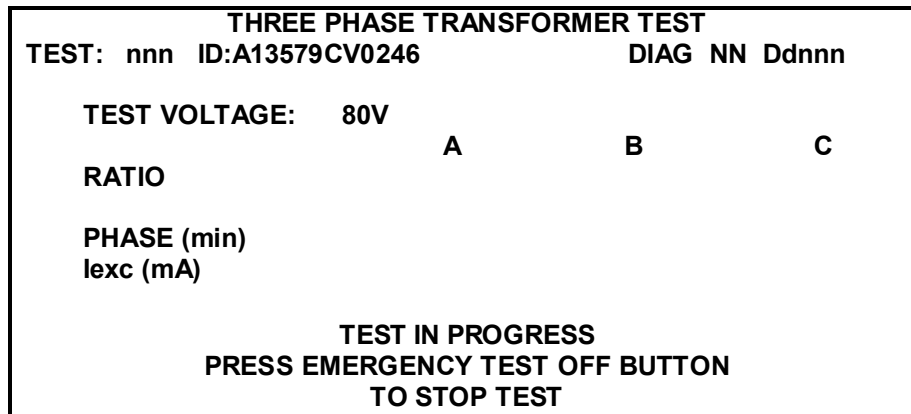 THREE PHASE TRANSFORMER TEST
TEST: nnn ID:A13579CV0246 DIAG NN Ddnnn
TEST VOLTAGE: 80V
A B C
RATIO
PHASE (min)
Iexc (mA)
TEST IN PROGRESS
PRESS EMERGENCY TEST OFF BUTTON
TO STOP TEST